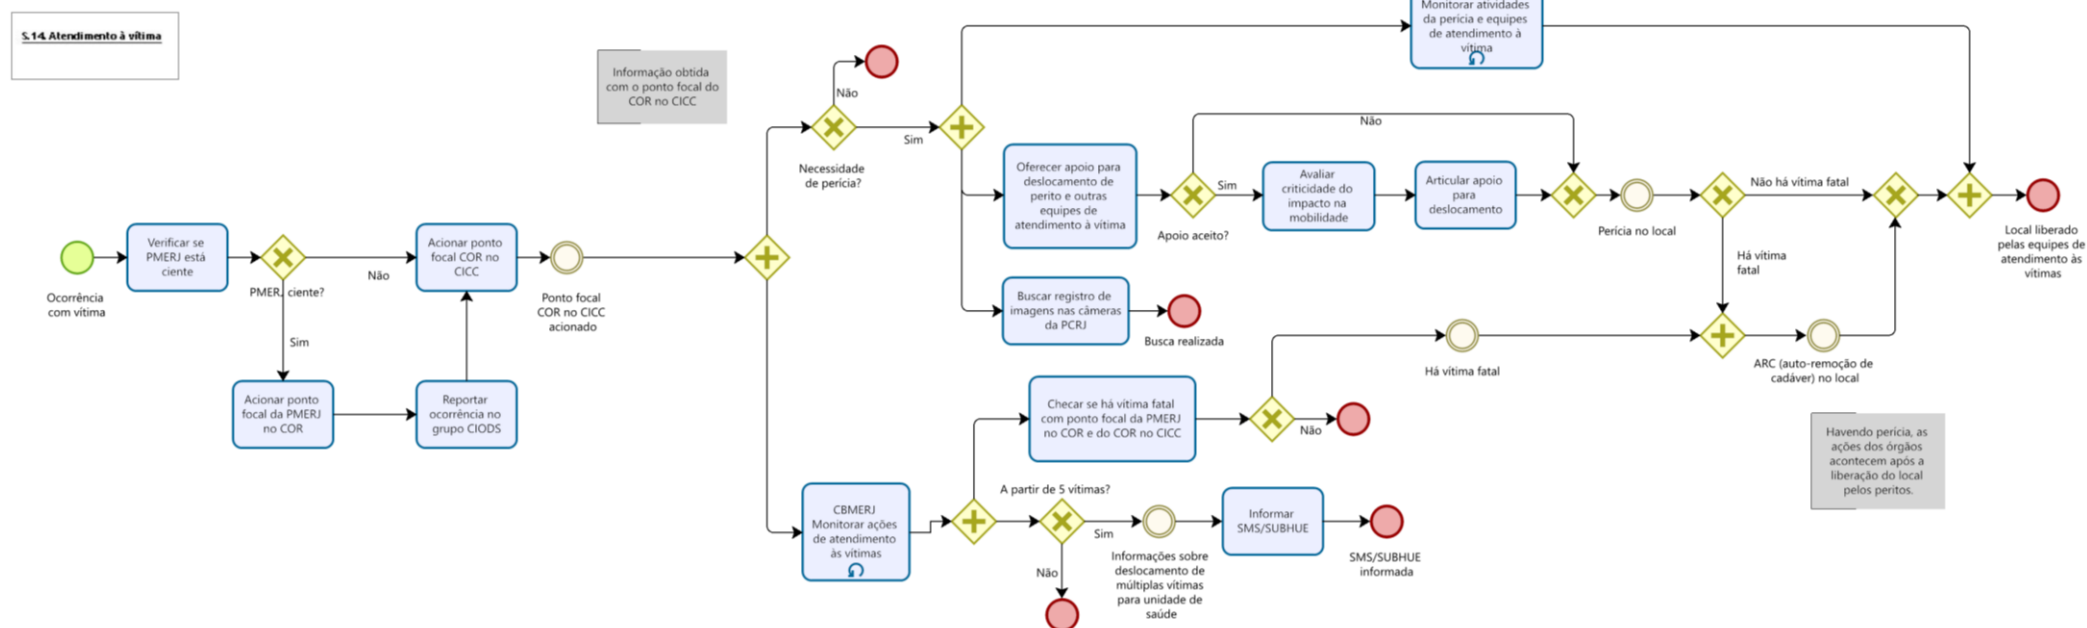 S.14. Atendimento à vítima
Informação obtida
com o ponto focal do
COR no CICC
Ocorrência
com vítima
Verificar se
PMERJ está
ciente
PMERJ ciente?
Não
Sim
Acionar ponto
focal da PMERJ
no COR
Reportar
ocorrência no
grupo CIODS
Acionar ponto
focal COR no
CICC
Ponto focal
COR no CICC
acionado
Não
Necessidade
de perícia?
Sim
Monitorar atividades
da perícia e equipes
de atendimento à
vítima
Oferecer apoio para
deslocamento de
perito e outras
equipes de
atendimento à vítima
Apoio aceito?
Não
Sim
Avaliar
criticidade do
impacto na
mobilidade
Articular apoio
para
deslocamento
Perícia no local
Não há vítima fatal
Há vítima
fatal
Local liberado
pelas equipes de
atendimento às
vítimas
Buscar registro de
imagens nas câmeras
da PCRJ
Busca realizada
Checar se há vítima fatal
com ponto focal da PMERJ
no COR e do COR no CICC
Não
Há vítima fatal
ARC (auto-remoção de
cadáver) no local
Havendo perícia, as
ações dos órgãos
acontecem após a
liberação do local
pelos peritos.
CBMERJ
Monitorar ações
de atendimento
às vítimas
A partir de 5 vítimas?
Sim
Não
Informações sobre
deslocamento de
múltiplas vítimas
para unidade de
saúde
Informar
SMS/SUBHUE
SMS/SUBHUE
informada